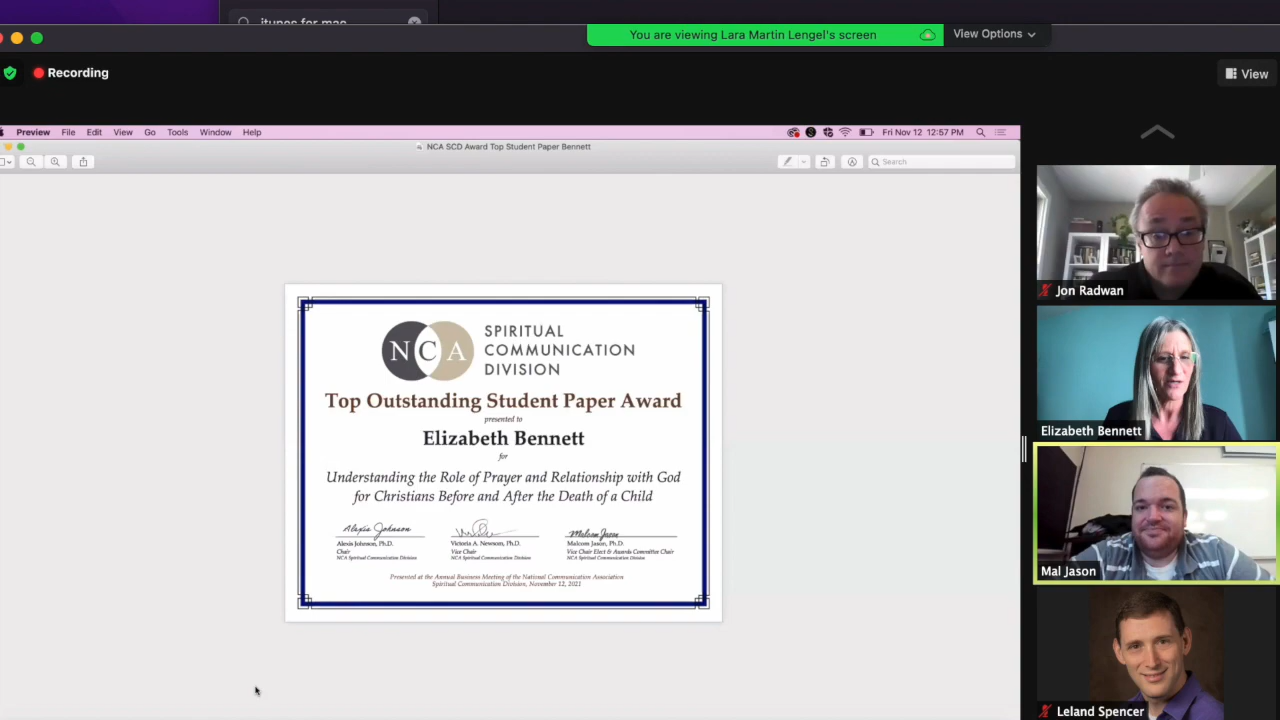 itunes for mac
You are viewing Lara Martin Lengel's screen
View Options
Recording
View
Preview File Edit View Go Tools Window Help
Fri Nov 12 12:57 PM
NCA SCD Award Top Student Paper Bennett
Search
NCA
SPIRITUAL
COMMUNICATION
DIVISION
Top Outstanding Student Paper Award
presented to
Elizabeth Bennett
for
Understanding the Role of Prayer and Relationship with God
for Christians Before and After the Death of a Child
Alexis Johnson
Malcom Jason
Alexis Johnson, Ph.D.
Chair
NCA Spiritual Communication Division
Victoria A. Newsom, Ph.D.
Vice Chair
NCA Spiritual Communication Division
Malcom Jason, Ph.D.
Vice Chair Elect & Awards Committee Chair
NCA Spiritual Communication Division
Presented at the Annual Business Meeting of the National Communication Association
Spiritual Communication Division, November 12, 2021
Jon Radwan
Elizabeth Bennett
Mal Jason
Leland Spencer